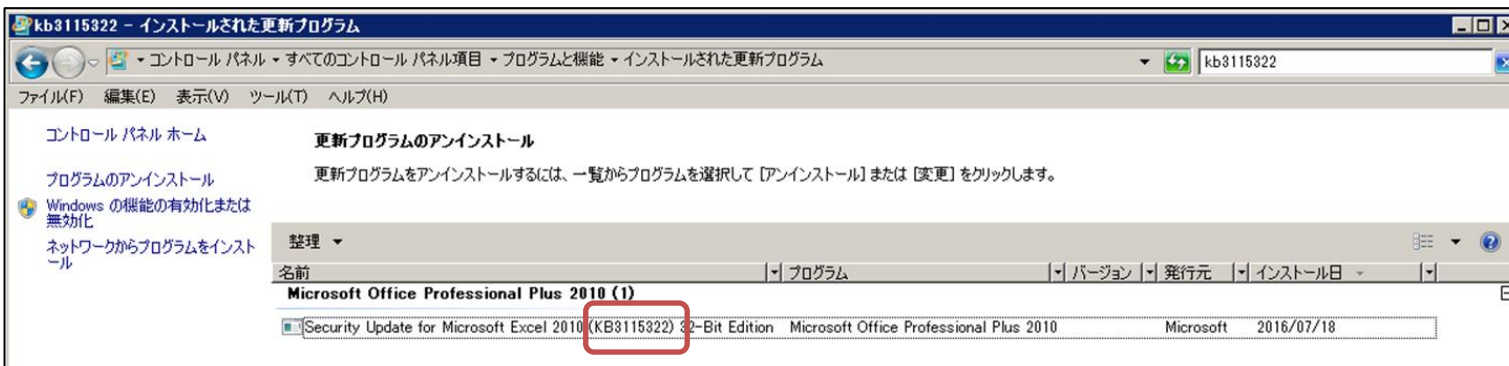 kb3115322 - インストールされた更新プログラム
コントロール パネル すべてのコントロール パネル項目 プログラムと機能 インストールされた更新プログラム kb3115322
ファイル(F) 編集(E) 表示(V) ツール(T) ヘルプ(H)
コントロール パネル ホーム
プログラムのアンインストール
Windows の機能の有効化または
無効化
ネットワークからプログラムをインスト
ール
更新プログラムのアンインストール
更新プログラムをアンインストールするには、一覧からプログラムを選択して [アンインストール] または [変更] をクリックします。
整理
名前 プログラム バージョン 発行元 インストール日
Microsoft Office Professional Plus 2010 (1)
Security Update for Microsoft Excel 2010 (KB3115322) 32-Bit Edition Microsoft Office Professional Plus 2010 Microsoft 2016/07/18